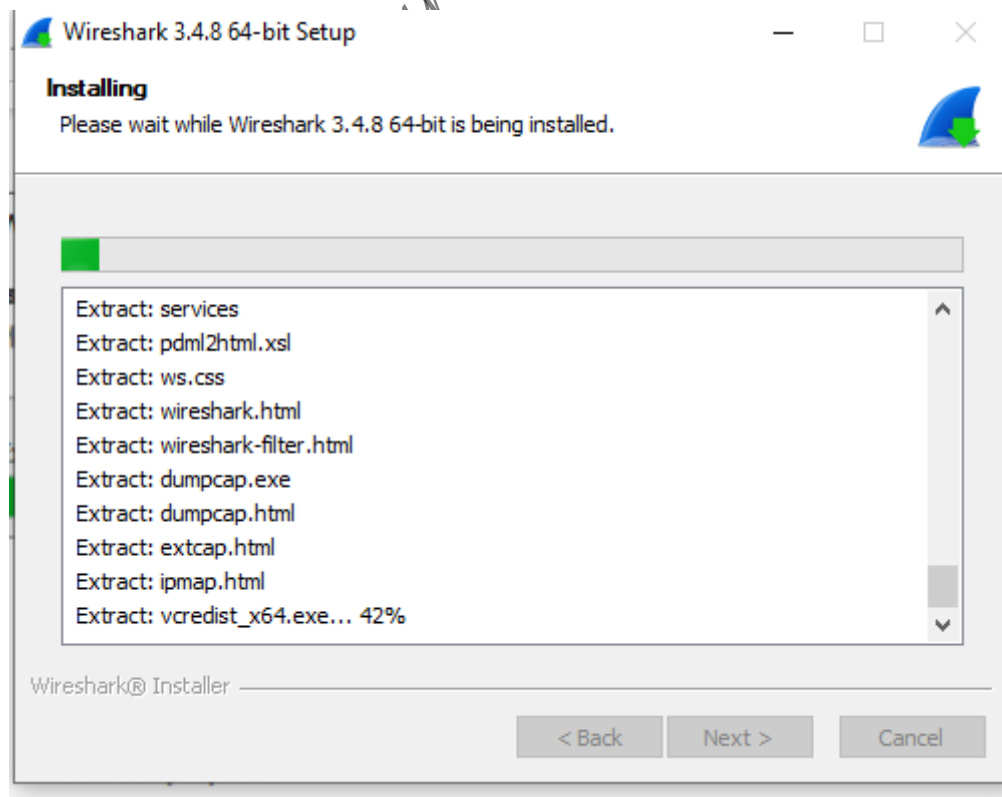 Wireshark 3.4.8 64-bit Setup
Installing
Please wait while Wireshark 3.4.8 64-bit is being installed.
Extract: services
Extract: pdml2html.xsl
Extract: ws.css
Extract: wireshark.html
Extract: wireshark-filter.html
Extract: dumpcap.exe
Extract: dumpcap.html
Extract: extcap.html
Extract: ipmap.html
Extract: vcredist_x64.exe... 42%
Wireshark® Installer
< Back Next > Cancel